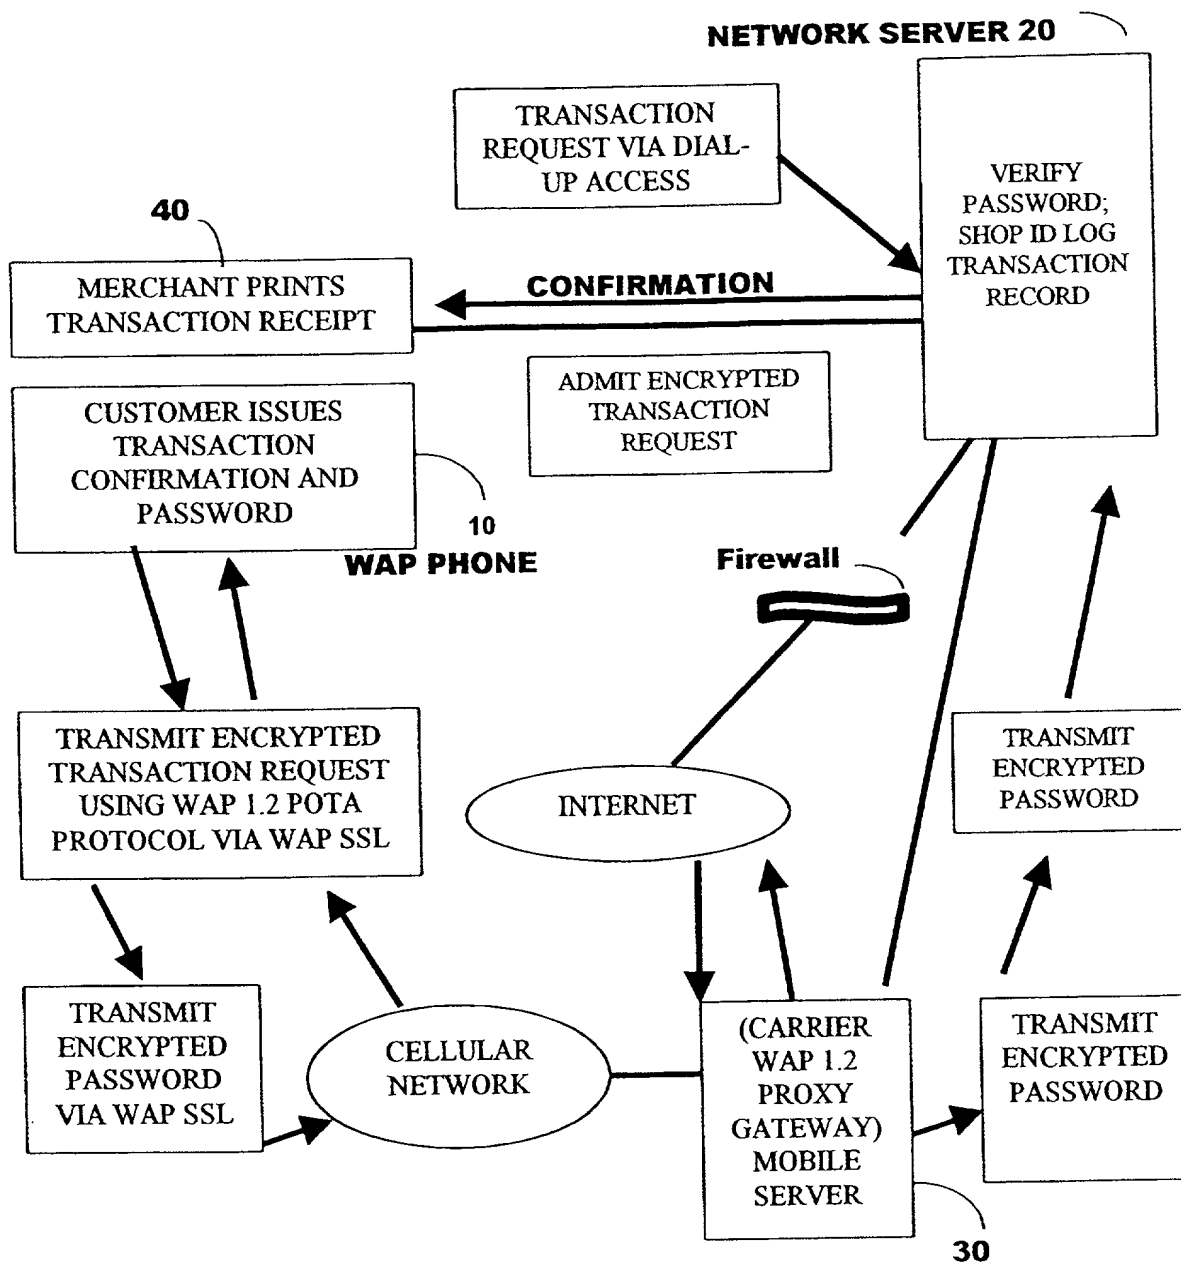 NETWORK SERVER 20
TRANSACTION
REQUEST VIA DIAL-
UP ACCESS
VERIFY
PASSWORD;
SHOP ID LOG
TRANSACTION
RECORD
40
MERCHANT PRINTS
TRANSACTION RECEIPT
CONFIRMATION
ADMIT ENCRYPTED
TRANSACTION
REQUEST
CUSTOMER ISSUES
TRANSACTION
CONFIRMATION AND
PASSWORD
10
WAP PHONE
Firewall
TRANSMIT ENCRYPTED
TRANSACTION REQUEST
USING WAP 1.2 POTA
PROTOCOL VIA WAP SSL
INTERNET
TRANSMIT
ENCRYPTED
PASSWORD
TRANSMIT
ENCRYPTED
PASSWORD
VIA WAP SSL
CELLULAR
NETWORK
(CARRIER
WAP 1.2
PROXY
GATEWAY)
MOBILE
SERVER
TRANSMIT
ENCRYPTED
PASSWORD
30